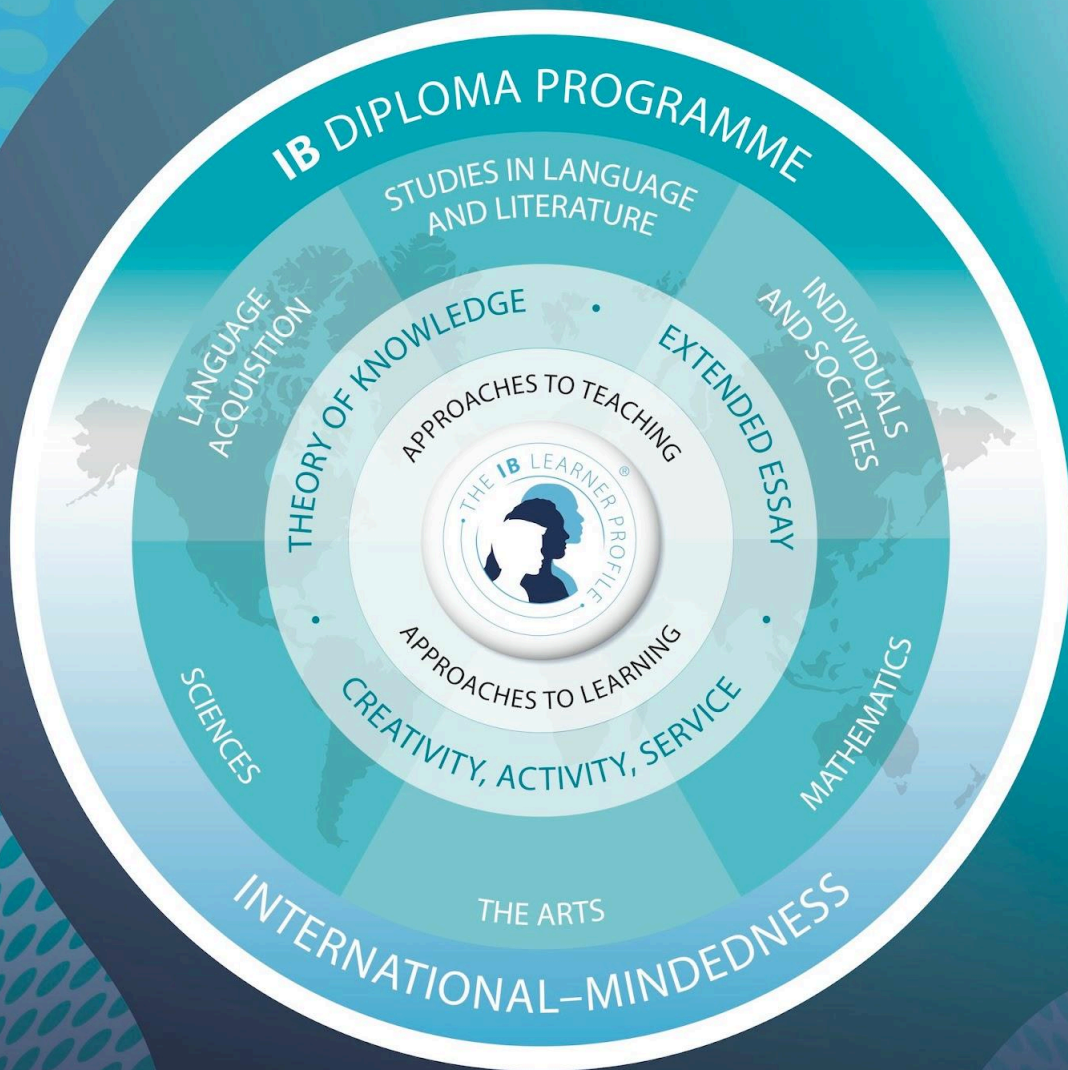 IB DIPLOMA PROGRAMME
STUDIES IN LANGUAGE
AND LITERATURE
LANGUAGE
ACQUISITION
INDIVIDUALS
AND SOCIETIES
THEORY OF KNOWLEDGE
•
EXTENDED ESSAY
APPROACHES TO TEACHING
• THE IB LEARNER PROFILE • ®
APPROACHES TO LEARNING
•
CREATIVITY, ACTIVITY, SERVICE
•
SCIENCES
MATHEMATICS
THE ARTS
INTERNATIONAL–MINDEDNESS